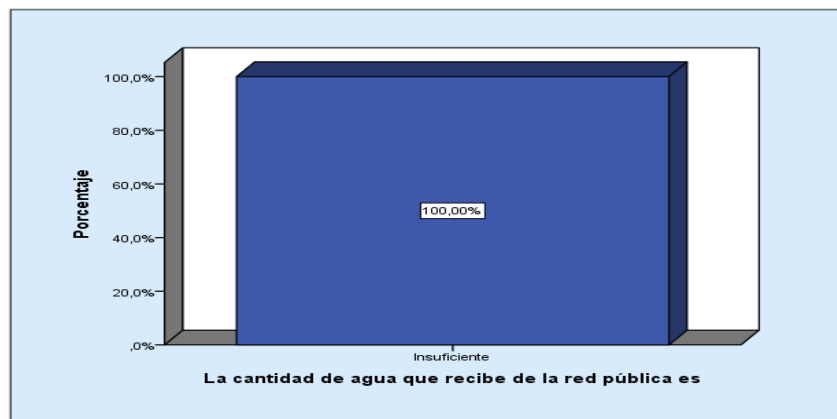 Porcentaje
100,0%
80,0%
60,0%
40,0%
20,0%
,0%
100,00%
Insuficiente
La cantidad de agua que recibe de la red pública es